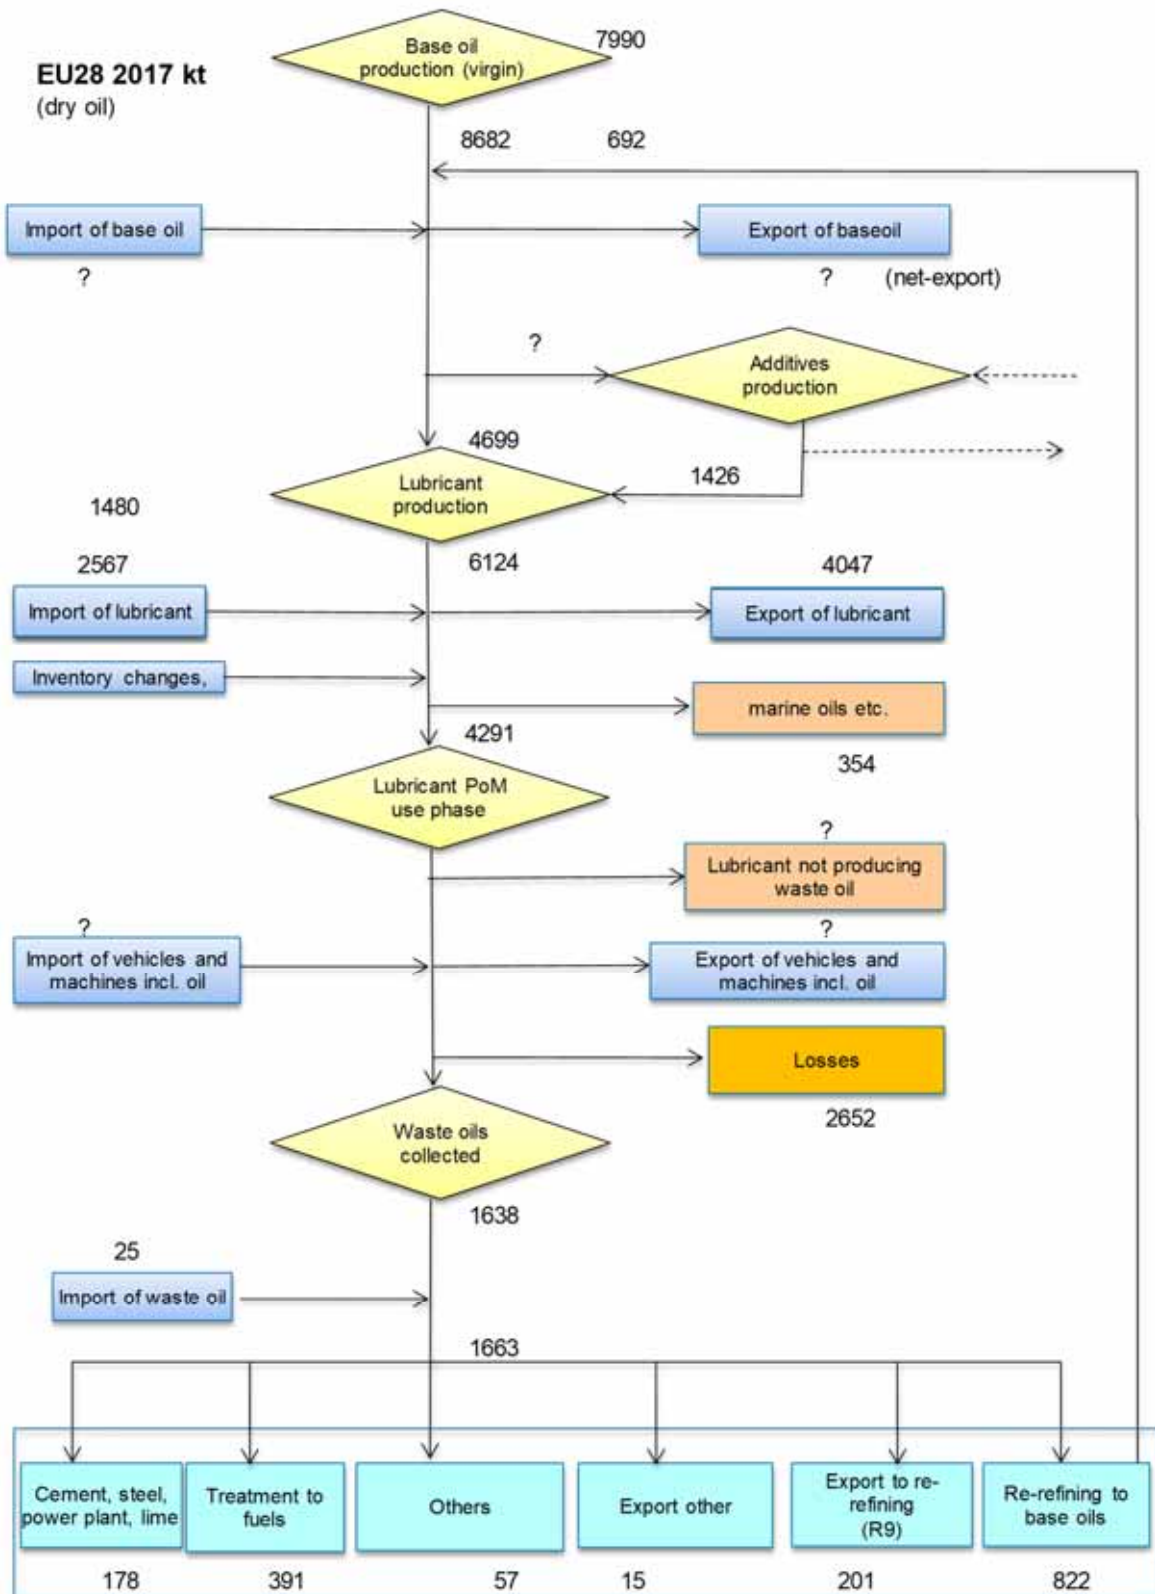 Base oil
production (virgin)
7990
EU28 2017 kt
(dry oil)
8682
692
Import of base oil
?
Export of baseoil
?
(net-export)
?
Additives
production
4699
Lubricant
production
1426
1480
2567
6124
4047
Import of lubricant
Export of lubricant
Inventory changes,
marine oils etc.
4291
354
Lubricant PoM
use phase
?
Lubricant not producing
waste oil
?
Import of vehicles and
machines incl. oil
?
Export of vehicles and
machines incl. oil
Losses
2652
Waste oils
collected
1638
25
Import of waste oil
1663
Cement, steel,
power plant, lime
Treatment to
fuels
Others
Export other
Export to re-
refining
(R9)
Re-refining to
base oils
178
391
57
15
201
822